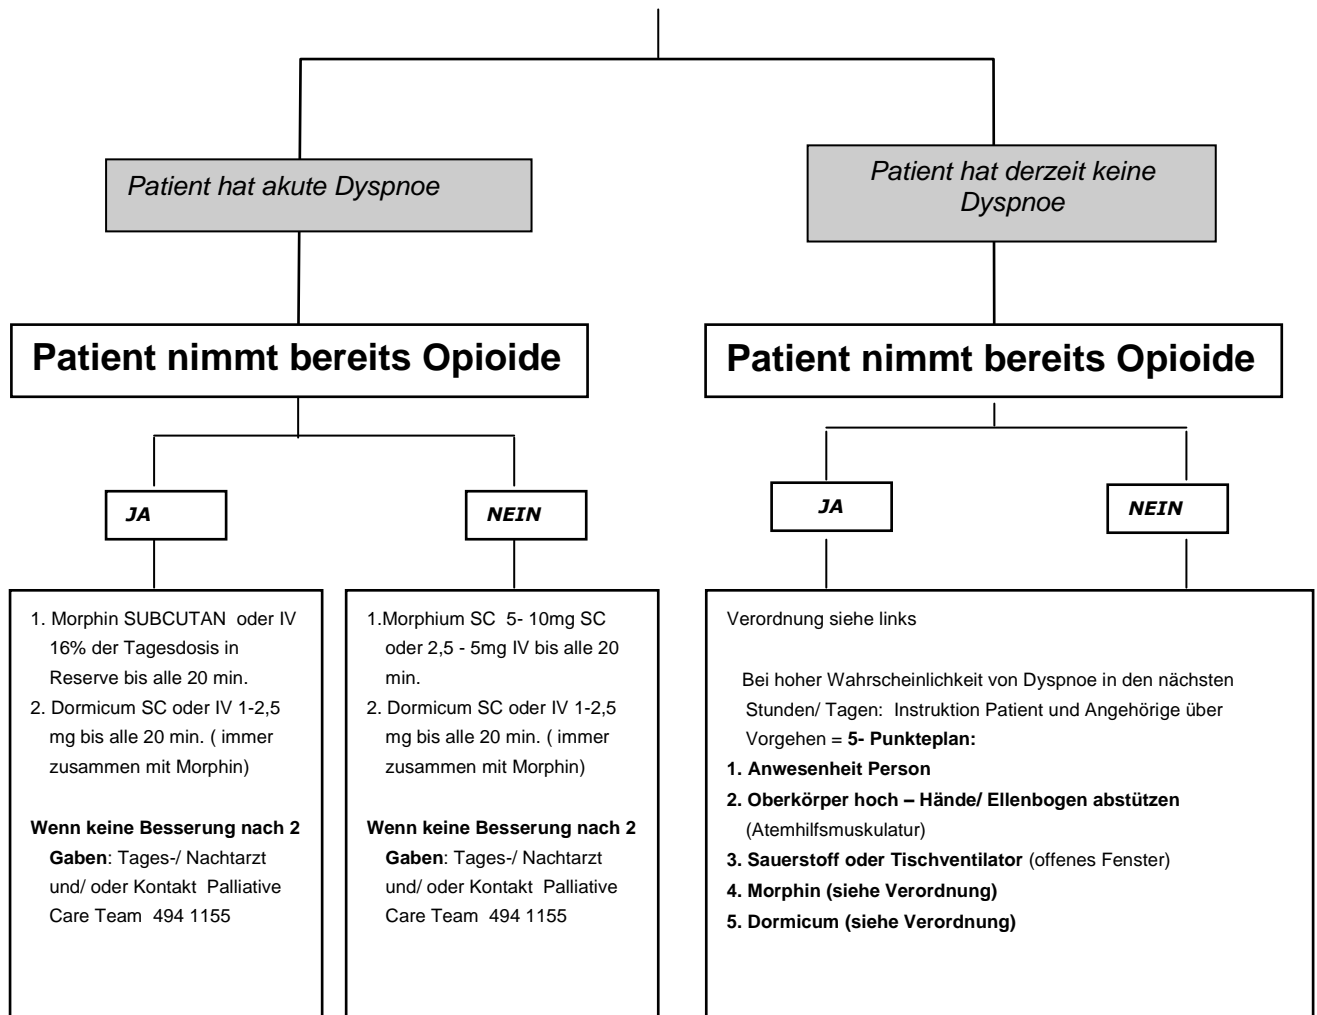 Patient hat akute Dyspnoe
Patient hat derzeit keine
Dyspnoe
Patient nimmt bereits Opioide
Patient nimmt bereits Opioide
JA
NEIN
JA
NEIN
1. Morphin SUBCUTAN oder IV
16% der Tagesdosis in
Reserve bis alle 20 min.
2. Dormicum SC oder IV 1-2,5
mg bis alle 20 min. ( immer
zusammen mit Morphin)
Wenn keine Besserung nach 2
Gaben: Tages-/ Nachtarzt
und/ oder Kontakt Palliative
Care Team 494 1155
1.Morphium SC 5- 10mg SC
oder 2,5 - 5mg IV bis alle 20
min.
2. Dormicum SC oder IV 1-2,5
mg bis alle 20 min. ( immer
zusammen mit Morphin)
Wenn keine Besserung nach 2
Gaben: Tages-/ Nachtarzt
und/ oder Kontakt Palliative
Care Team 494 1155
Verordnung siehe links
Bei hoher Wahrscheinlichkeit von Dyspnoe in den nächsten
Stunden/ Tagen: Instruktion Patient und Angehörige über
Vorgehen = 5- Punkteplan:
1. Anwesenheit Person
2. Oberkörper hoch – Hände/ Ellenbogen abstützen
(Atemhilfsmuskulatur)
3. Sauerstoff oder Tischventilator (offenes Fenster)
4. Morphin (siehe Verordnung)
5. Dormicum (siehe Verordnung)